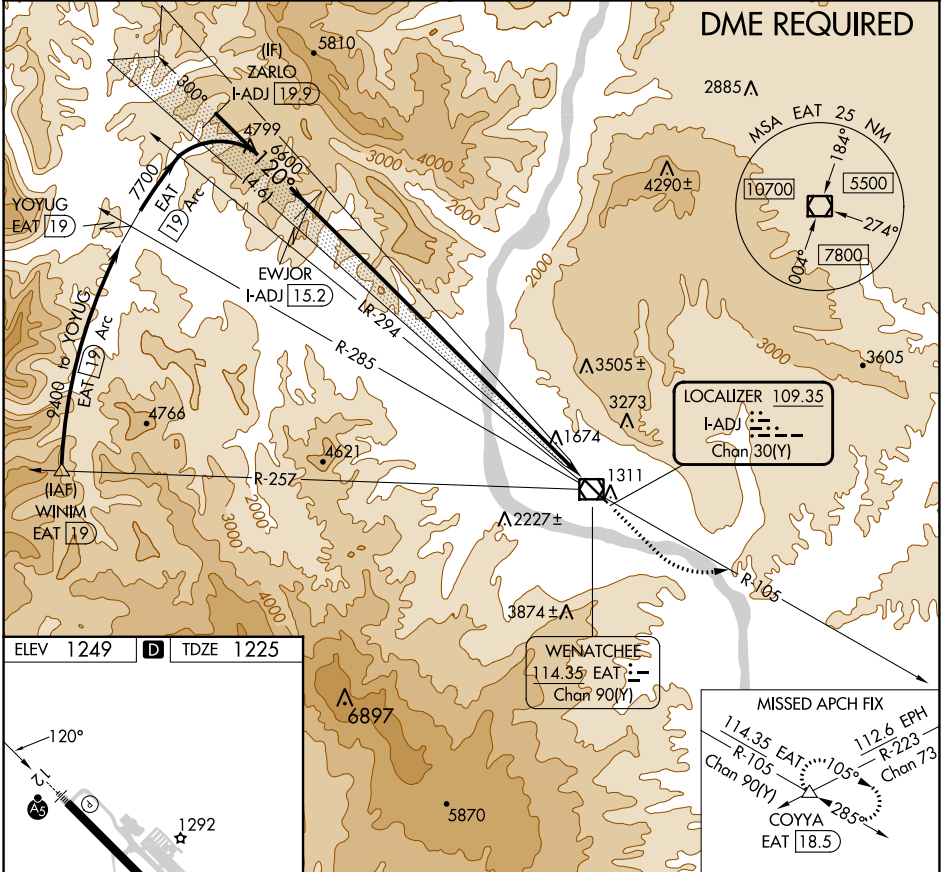 DME REQUIRED
5810
(IF)
ZARLO
I-ADJ 19.9
2885
MSA EAT 25 NM
184°
10700
5500
274°
7800
004°
300°
4799
6600
120°
(4.6)
3000
4000
2000
4290±
7700
EAT
19 Arc
YOYUG
EAT 19
EWJOR
I-ADJ 15.2
LR-294
R-285
2000
3000
3605
9400 to YOYUG
EAT 19 Arc
3505±
3273
LOCALIZER 109.35
I-ADJ
Chan 30(Y)
4766
4621
1674
1311
R-257
(IAF)
WINIM
EAT 19
2000
3000
4000
2227±
R-105
3874±
WENATCHEE
114.35 EAT
Chan 90(Y)
ELEV 1249 D TDZE 1225
6897
5870
120°
12
A5
P
1292
MISSED APCH FIX
114.35 EAT
R-105
Chan 90(Y)
112.6 EPH
R-223
Chan 73
105°
285°
COYYA
EAT 18.5